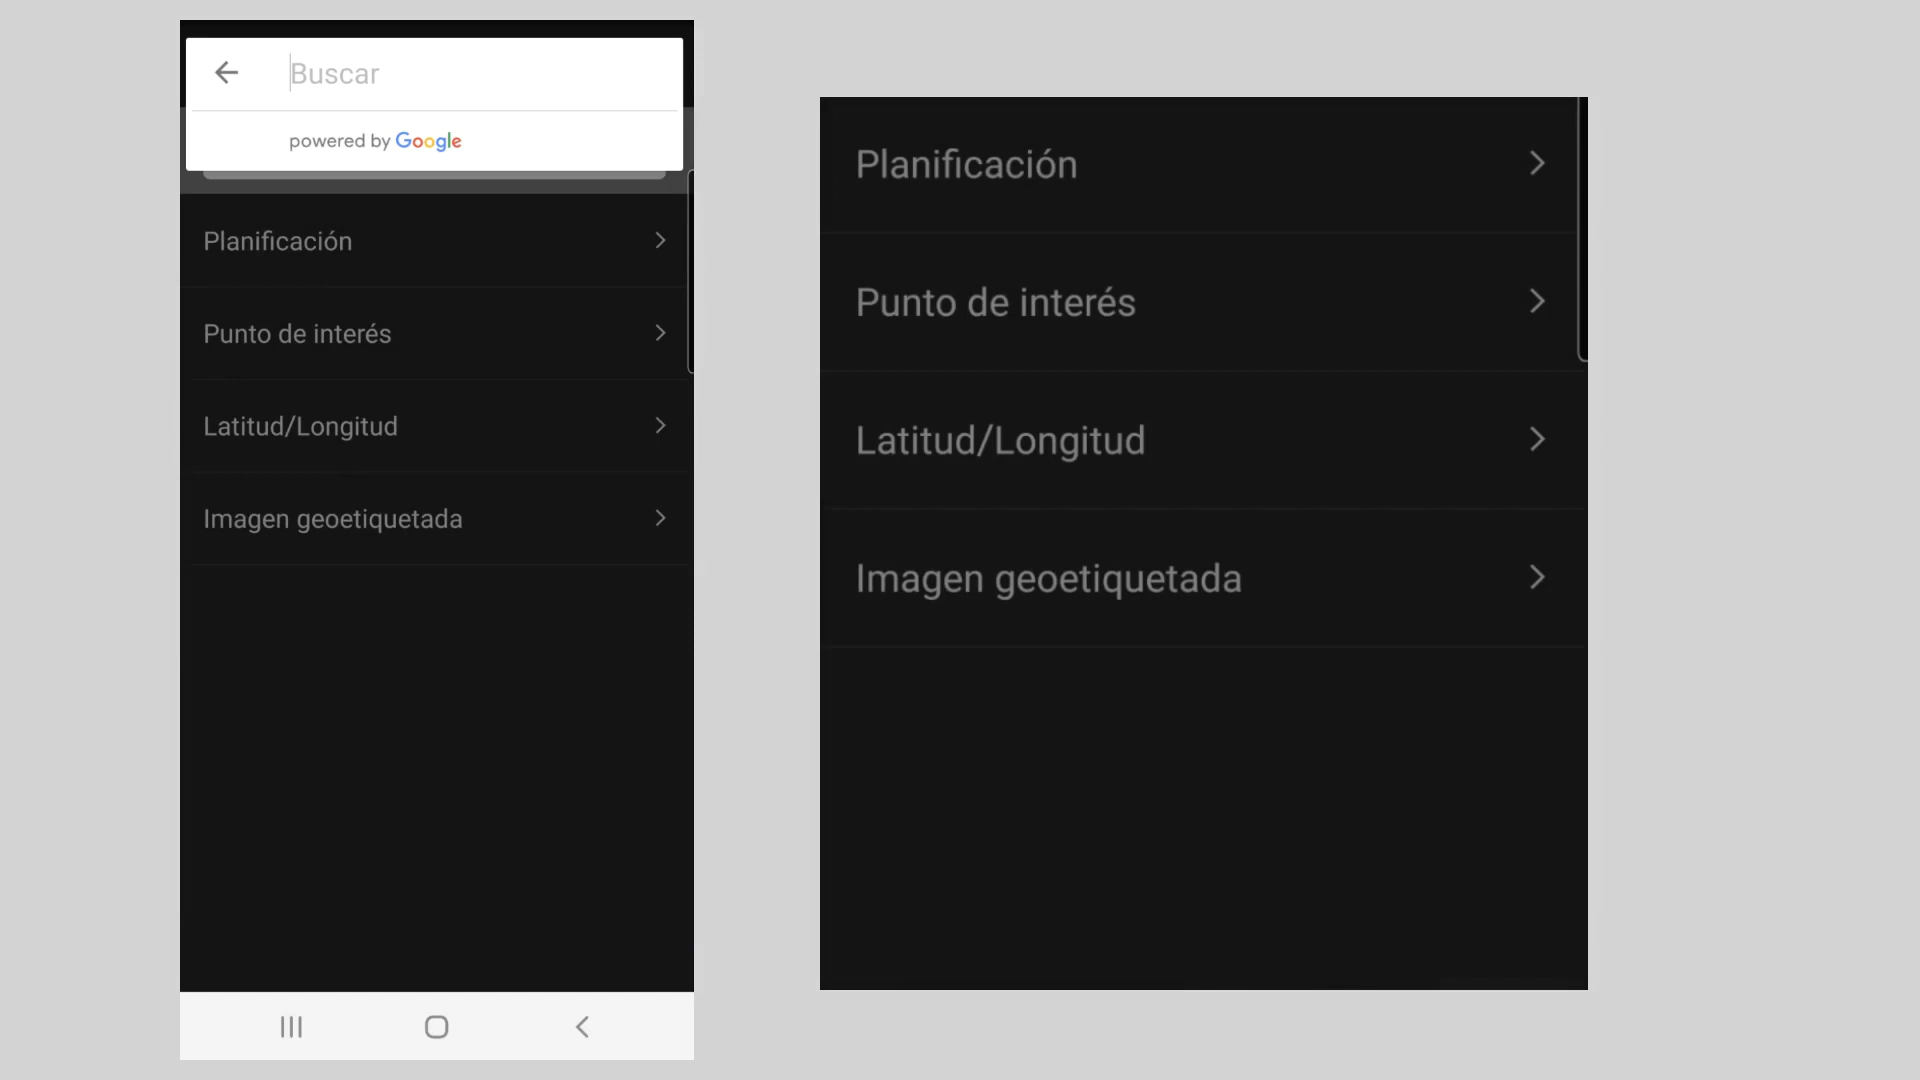 Buscar
powered by Google
Planificación
Punto de interés
Latitud/Longitud
Imagen geoetiquetada
Planificación
Punto de interés
Latitud/Longitud
Imagen geoetiquetada